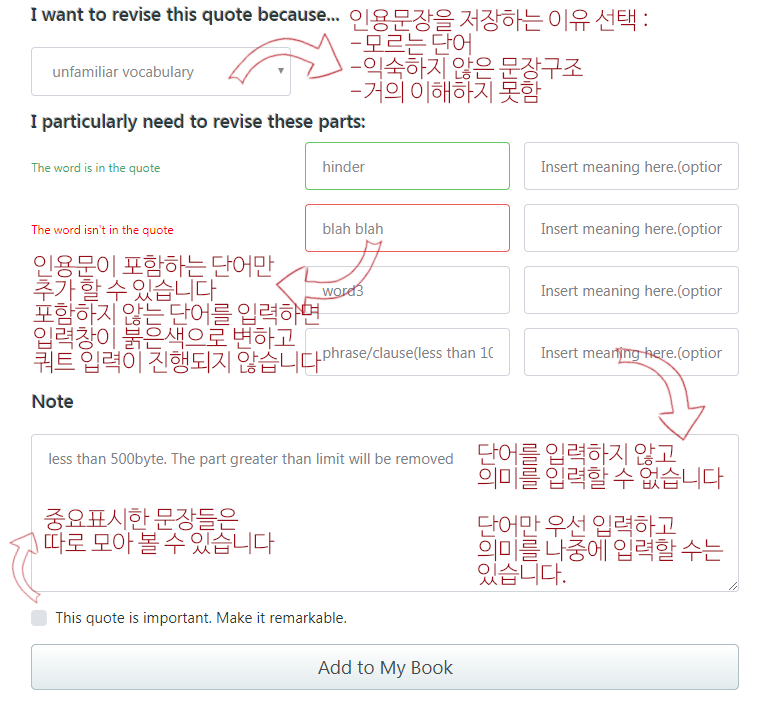 I want to revise this quote because...
인용문장을 저장하는 이유 선택 :
-모르는 단어
-익숙하지 않은 문장구조
-거의 이해하지 못함
unfamiliar vocabulary
I particularly need to revise these parts:
The word is in the quote
hinder
Insert meaning here.(option
The word isn't in the quote
blah blah
Insert meaning here.(option
인용문이 포함하는 단어만
추가 할 수 있습니다
포함하지 않는 단어를 입력하면
입력창이 붉은색으로 변하고
쿼트 입력이 진행되지 않습니다
word3
Insert meaning here.(option
phrase/clause(less than 10
Insert meaning here.(option
Note
less than 500byte. The part greater than limit will be removed
단어를 입력하지 않고
의미를 입력할 수 없습니다
중요표시한 문장들은
따로 모아 볼 수 있습니다
단어만 우선 입력하고
의미를 나중에 입력할 수는
있습니다.
This quote is important. Make it remarkable.
Add to My Book